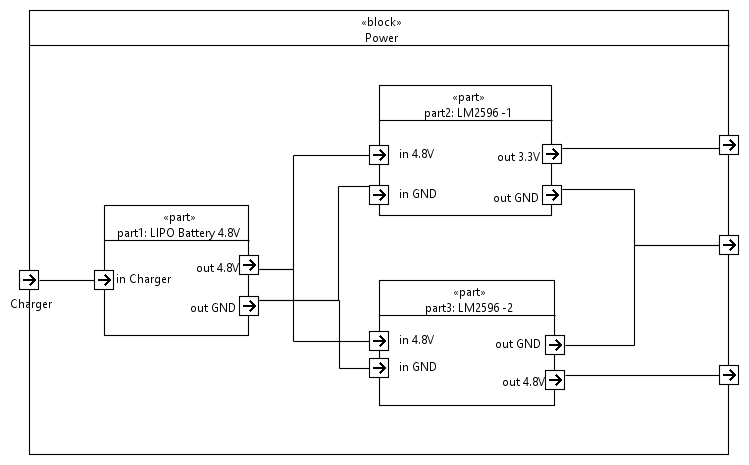 «block»
Power
«part»
part2: LM2596 -1
in 4.8V
out 3.3V
in GND
out GND
«part»
part1: LIPO Battery 4.8V
out 4.8V
in Charger
out GND
Charger
«part»
part3: LM2596 -2
in 4.8V
out GND
in GND
out 4.8V